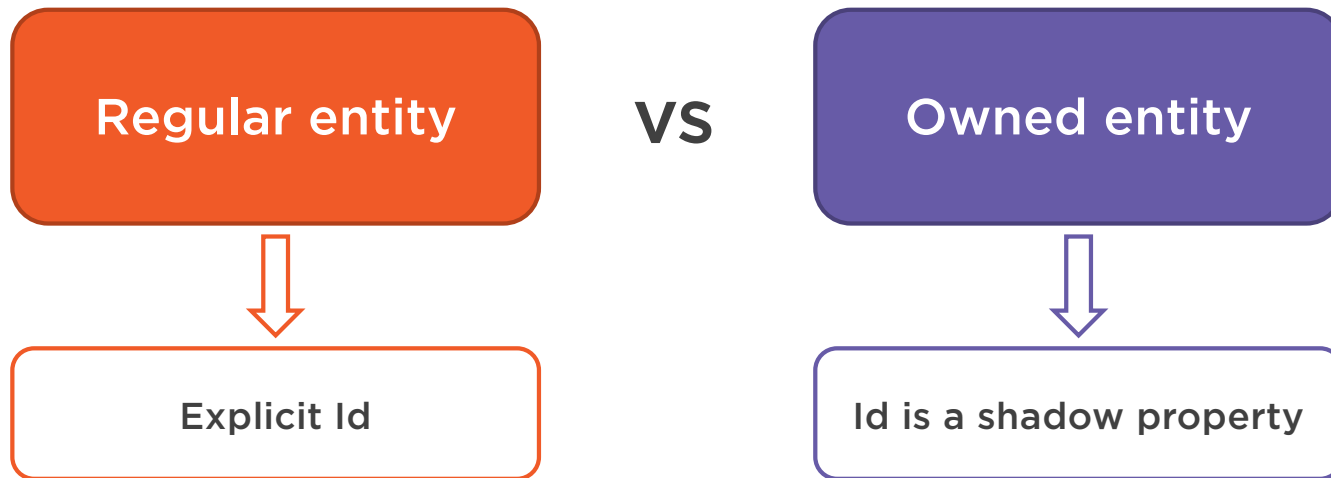 Regular entity
VS
Owned entity
Explicit Id
Id is a shadow property